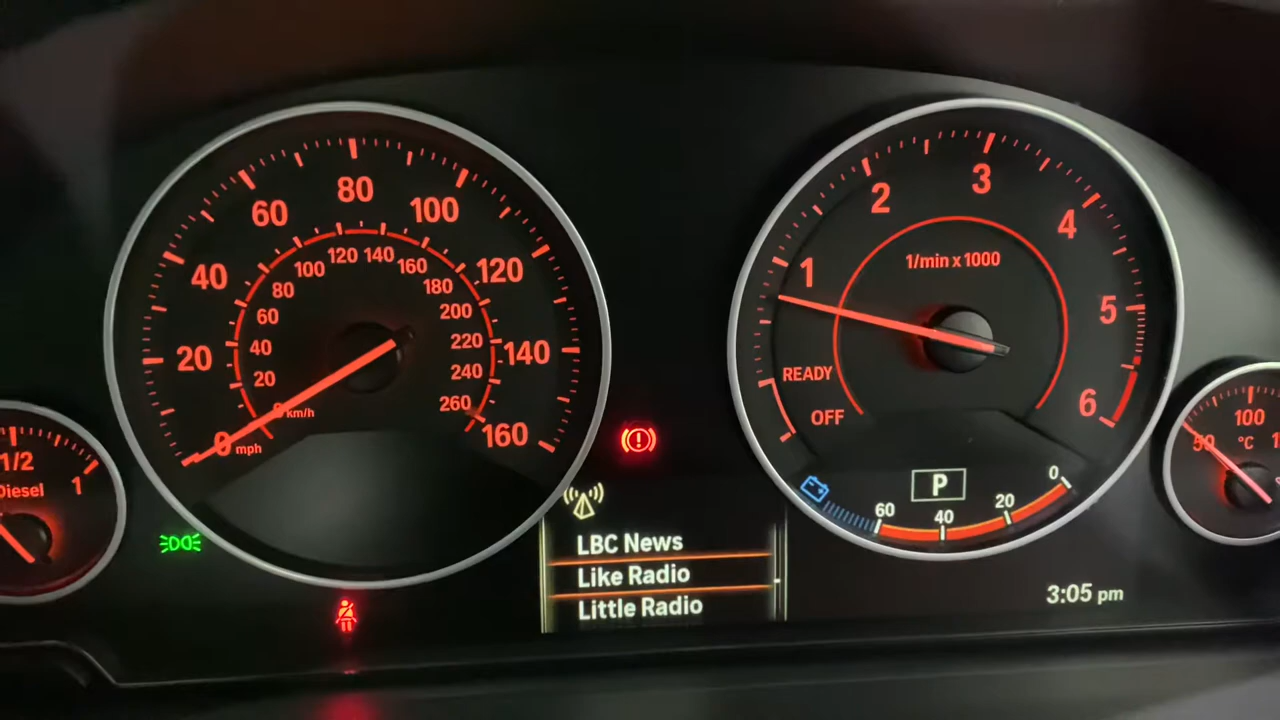 80
60
100
40
120
20
140
0 mph
160
120
140
100
160
80
180
60
200
40
220
20
240
0 km/h
260
1/2
Diesel
1
3
2
4
1
1/min x 1000
5
READY
6
OFF
P
0
20
40
60
100
50
°C
LBC News
Like Radio
Little Radio
3:05 pm